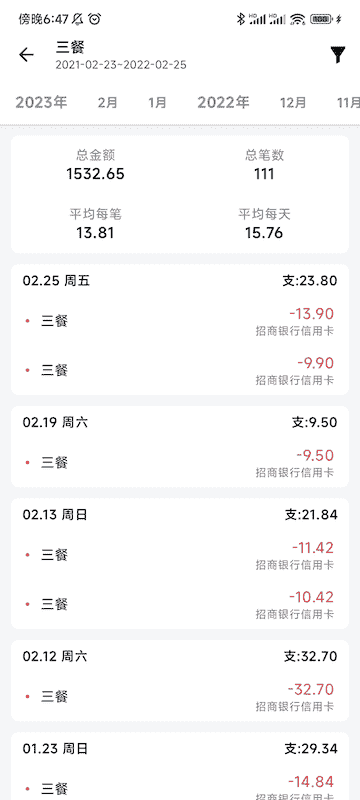 傍晚6:47
三餐
2021-02-23~2022-02-25
2023年 2月 1月 2022年 12月 11月
总金额 总笔数
1532.65 111
平均每笔 平均每天
13.81 15.76
02.25 周五 支:23.80
三餐 -13.90
招商银行信用卡
三餐 -9.90
招商银行信用卡
02.19 周六 支:9.50
三餐 -9.50
招商银行信用卡
02.13 周日 支:21.84
三餐 -11.42
招商银行信用卡
三餐 -10.42
招商银行信用卡
02.12 周六 支:32.70
三餐 -32.70
招商银行信用卡
01.23 周日 支:29.34
三餐 -14.84
招商银行信用卡